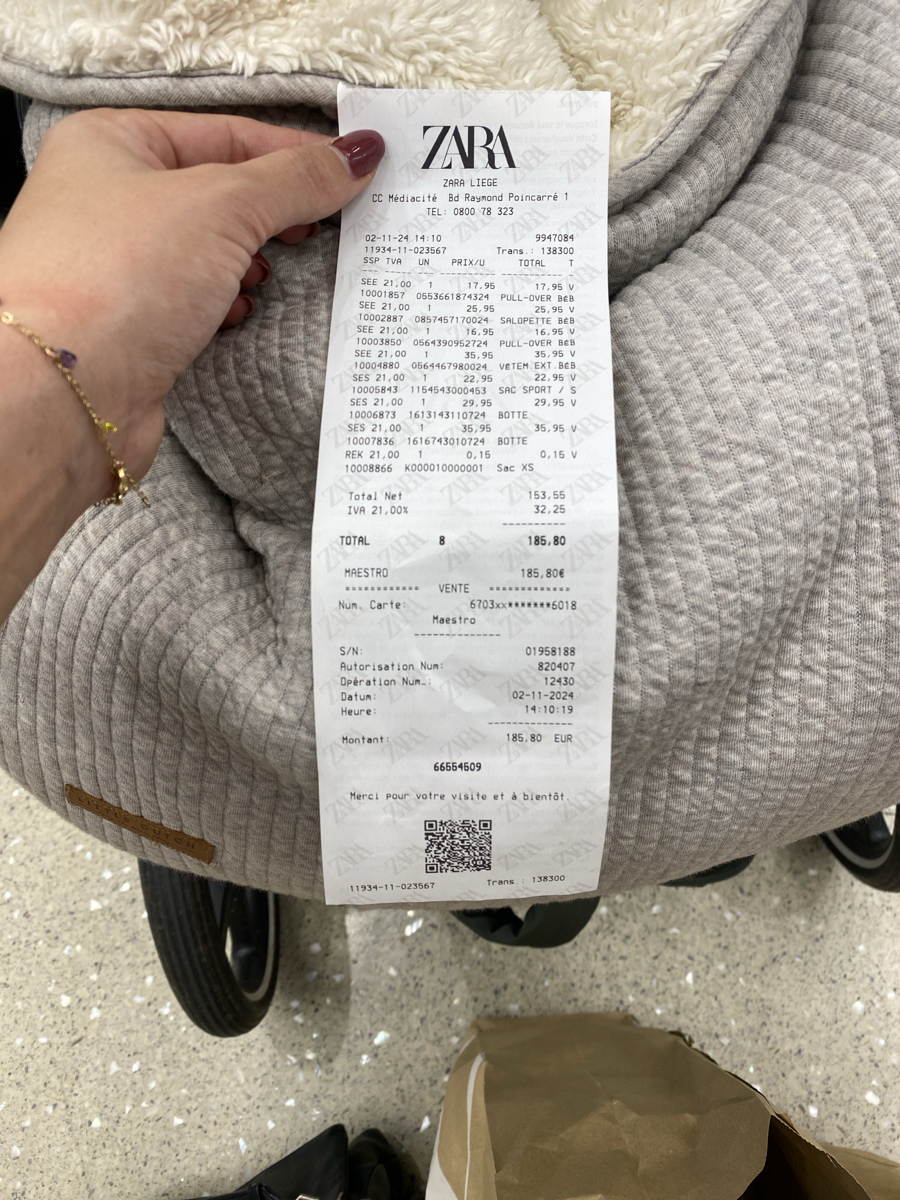 ZARA
ZARA LIEGE
CC Médiacité Bd Raymond Poincarré 1
TEL: 0800 78 323
02-11-24 14:10 9947084
11934-11-023567 Trans.: 138300
SSP TVA UN PRIX/U TOTAL T
SEE 21,00 1 17,95 17,95 V
10001857 0553661874324 PULL-OVER BéB
SEE 21,00 1 25,95 25,95 V
10002887 0857457170024 SALOPETTE BéB
SEE 21,00 1 16,95 16,95 V
10003850 0564390952724 PULL-OVER BéB
SEE 21,00 1 35,95 35,95 V
10004880 0564467980024 VETEM.EXT.BéB
SES 21,00 1 22,95 22,95 V
10005843 1154543000453 SAC SPORT / S
SES 21,00 1 29,95 29,95 V
10006873 1613143110724 BOTTE
SES 21,00 1 35,95 35,95 V
10007836 1616743010724 BOTTE
REK 21,00 1 0,15 0,15 V
10008866 K000010000001 Sac XS
Total Net 153,55
IVA 21,00% 32,25
TOTAL 8 185,80
MAESTRO 185,80€
============ VENTE ==============
Num. Carte: 6703xx*******6018
Maestro
S/N: 01958188
Autorisation Num: 820407
Opération Num.: 12430
Datum: 02-11-2024
Heure: 14:10:19
Montant: 185,80 EUR
66554509
Merci pour votre visite et à bientôt.
11934-11-023567 Trans.: 138300
LITTLE DUTCH